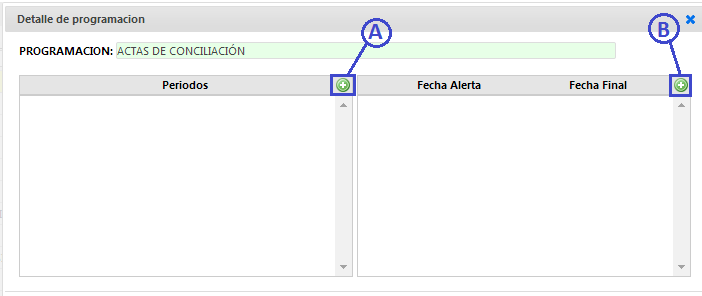 Detalle de programacion
A
B
PROGRAMACION: ACTAS DE CONCILIACIÓN
Periodos
Fecha Alerta Fecha Final